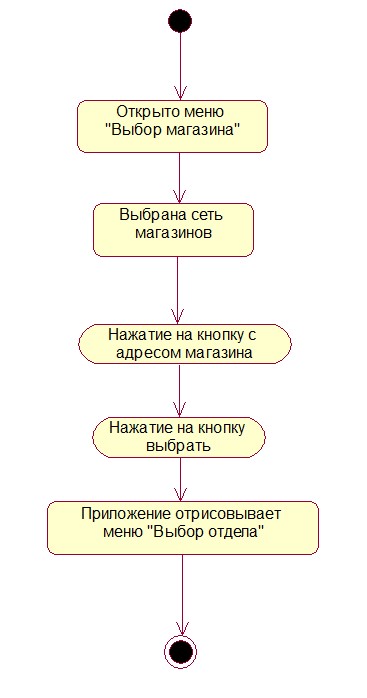 Открыто меню
"Выбор магазина"
Выбрана сеть
магазинов
Нажатие на кнопку с
адресом магазина
Нажатие на кнопку
выбрать
Приложение отрисовывает
меню "Выбор отдела"